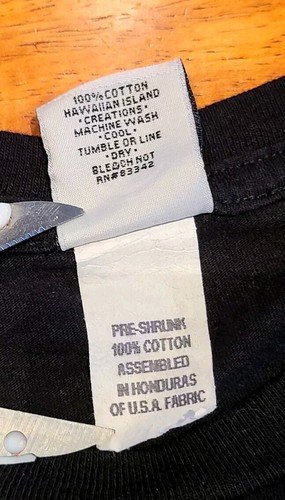 100% COTTON
HAWAIIAN ISLAND
• CREATIONS •
MACHINE WASH
• COOL •
TUMBLE OR LINE
• DRY •
BLEACH NOT
RN#83342
PRE-SHRUNK
100% COTTON
ASSEMBLED
IN HONDURAS
OF U.S.A. FABRIC